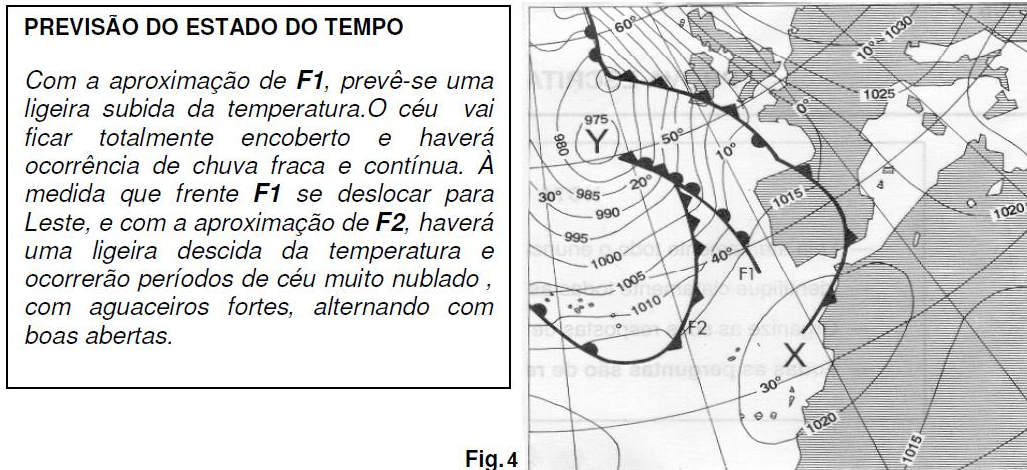 PREVISÃO DO ESTADO DO TEMPO
Com a aproximação de F1, prevê-se uma
ligeira subida da temperatura.O céu vai
ficar totalmente encoberto e haverá
ocorrência de chuva fraca e contínua. À
medida que frente F1 se deslocar para
Leste, e com a aproximação de F2, haverá
uma ligeira descida da temperatura e
ocorrerão períodos de céu muito nublado ,
com aguaceiros fortes, alternando com
boas abertas.
Fig. 4
60°
10°
1030
1025
0°
975
Y
980
50°
10°
30°
985
20°
990
1015
1020
995
1000
40°
F1
1005
1010
F2
X
30°
1020
1015